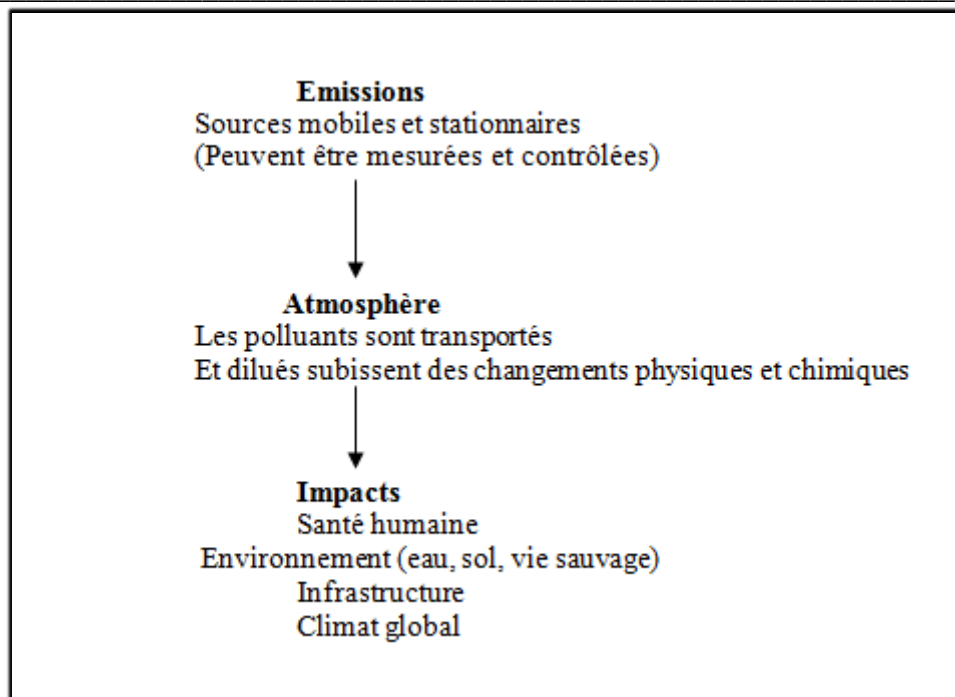 Emissions
Sources mobiles et stationnaires
(Peuvent être mesurées et contrôlées)
Atmosphère
Les polluants sont transportés
Et dilués subissent des changements physiques et chimiques
Impacts
Santé humaine
Environnement (eau, sol, vie sauvage)
Infrastructure
Climat global